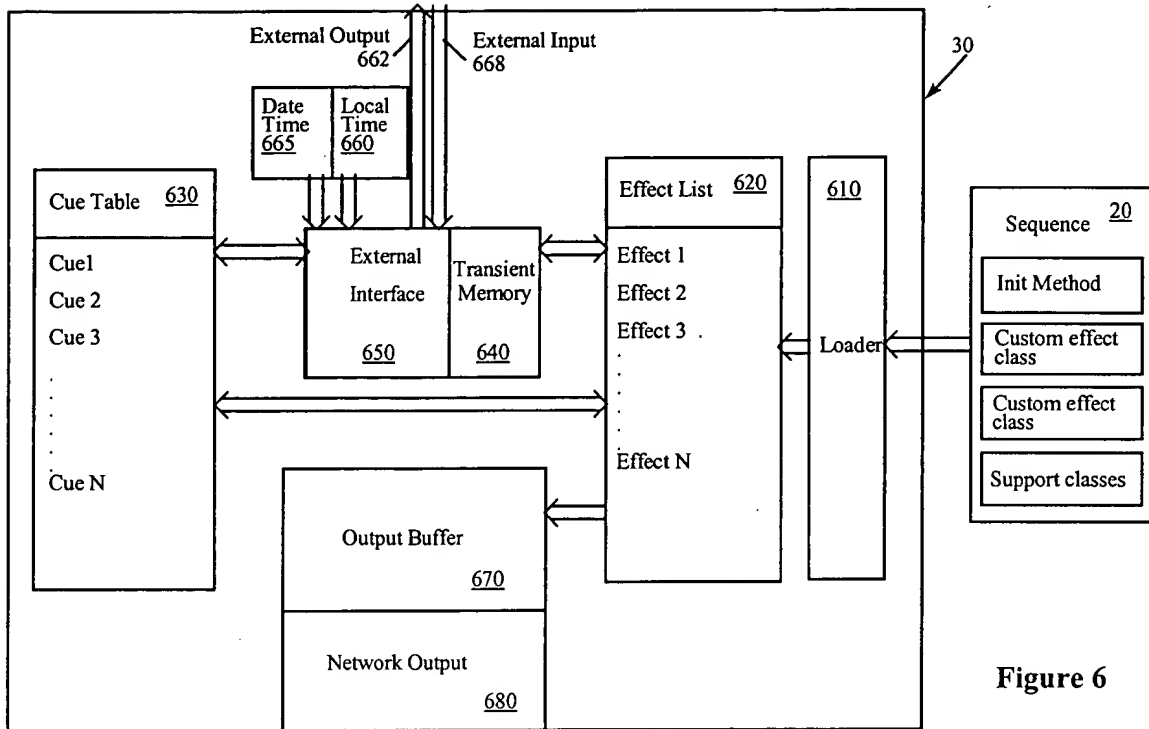 External Output
662
External Input
668
30
Date
Time
665
Local
Time
660
Cue Table 630
Cue1
Cue 2
Cue 3
Cue N
External
Interface
650
Transient
Memory
640
Effect List 620
Effect 1
Effect 2
Effect 3
Effect N
610
Loader
Sequence 20
Init Method
Custom effect
class
Custom effect
class
Support classes
Output Buffer
670
Network Output
680
Figure 6